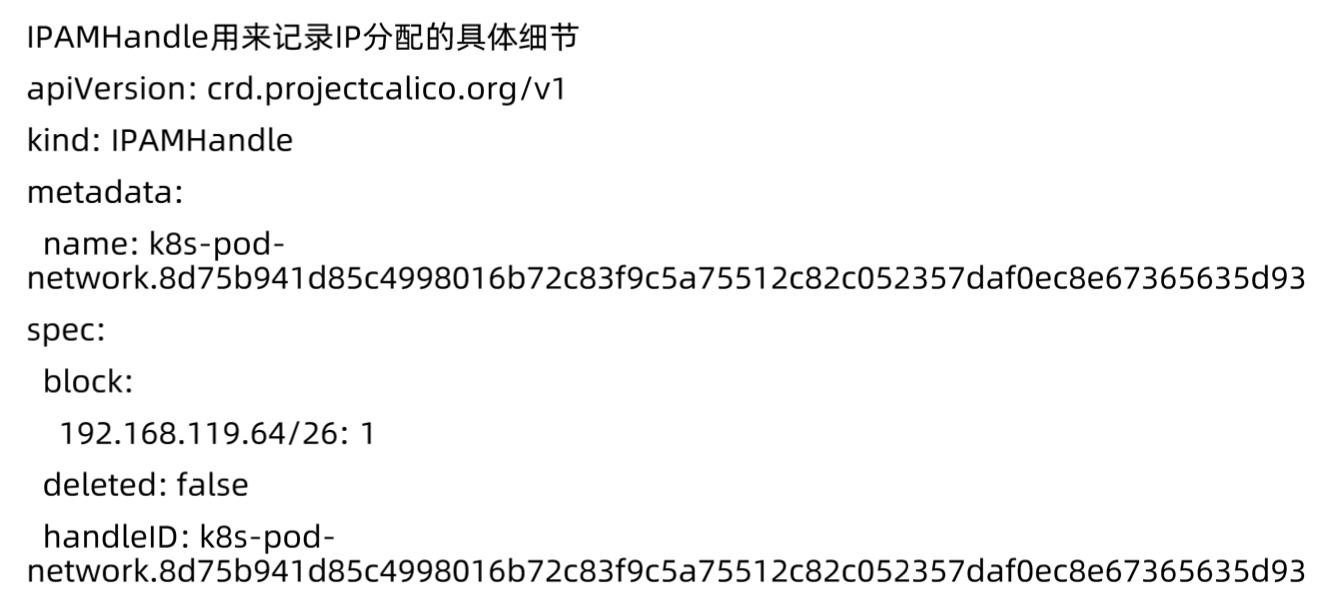 IPAMHandle用来记录IP分配的具体细节
apiVersion: crd.projectcalico.org/v1
kind: IPAMHandle
metadata:
  name: k8s-pod-
network.8d75b941d85c4998016b72c83f9c5a75512c82c052357daf0ec8e67365635d93
spec:
  block:
    192.168.119.64/26: 1
  deleted: false
  handleID: k8s-pod-
network.8d75b941d85c4998016b72c83f9c5a75512c82c052357daf0ec8e67365635d93